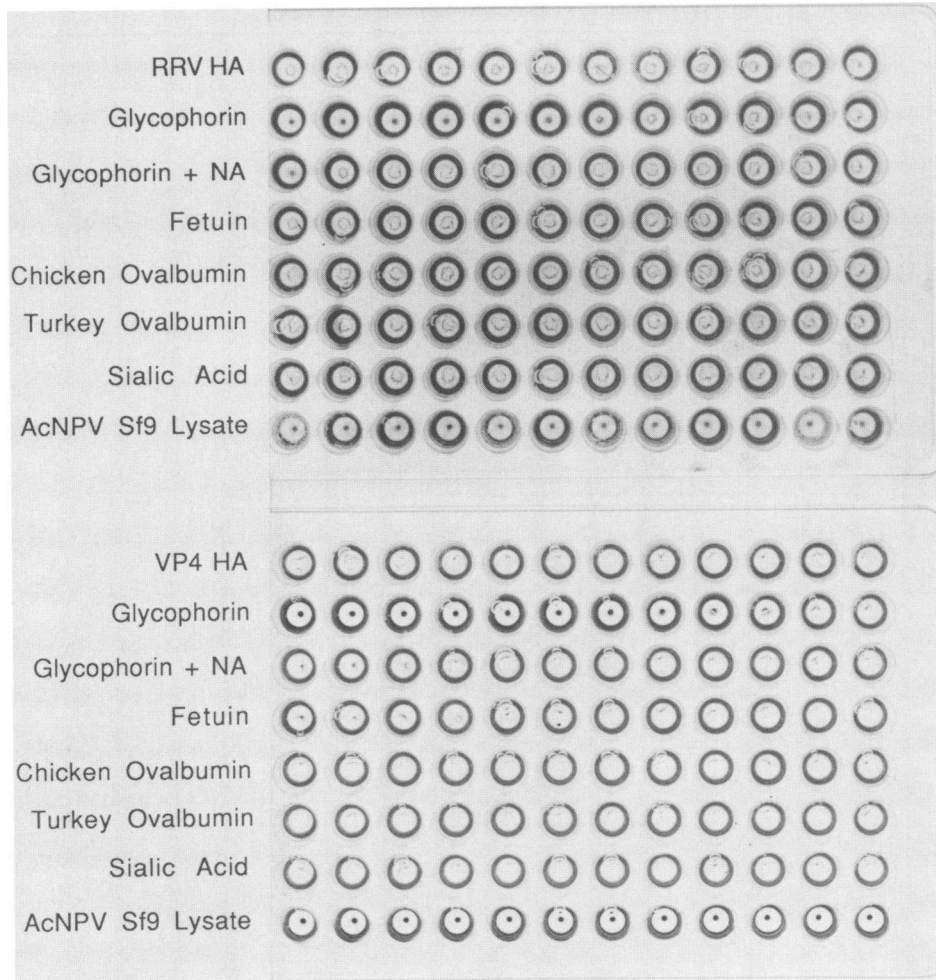 RRV HA
Glycophorin
Glycophorin + NA
Fetuin
Chicken Ovalbumin
Turkey Ovalbumin
Sialic Acid
AcNPV Sf9 Lysate
VP4 HA
Glycophorin
Glycophorin + NA
Fetuin
Chicken Ovalbumin
Turkey Ovalbumin
Sialic Acid
AcNPV Sf9 Lysate